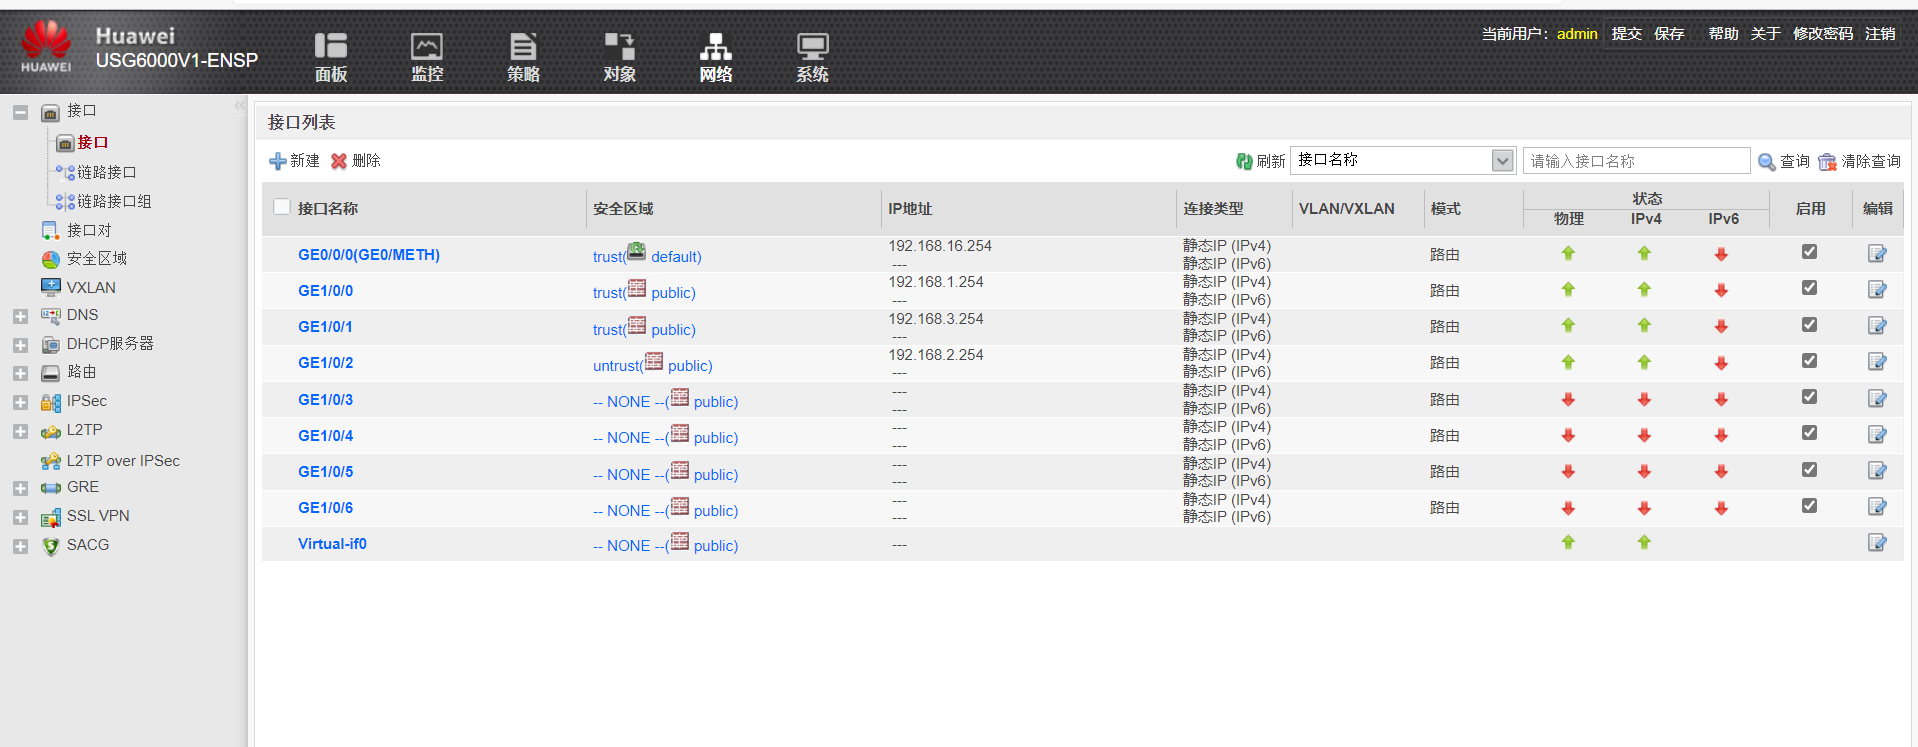 HUAWEI
Huawei
USG6000V1-ENSP
面板 监控 策略 对象 网络 系统
当前用户：admin 提交 保存 帮助 关于 修改密码 注销
接口
接口
链路接口
链路接口组
接口对
安全区域
VXLAN
DNS
DHCP服务器
路由
IPSec
L2TP
L2TP over IPSec
GRE
SSL VPN
SACG
接口列表
新建 删除 刷新 接口名称 请输入接口名称 查询 清除查询
接口名称 安全区域 IP地址 连接类型 VLAN/VXLAN 模式 状态 启用 编辑
物理 IPv4 IPv6
GE0/0/0(GE0/METH) trust( default) 192.168.16.254 静态IP (IPv4) 路由
--- 静态IP (IPv6)
GE1/0/0 trust( public) 192.168.1.254 静态IP (IPv4) 路由
--- 静态IP (IPv6)
GE1/0/1 trust( public) 192.168.3.254 静态IP (IPv4) 路由
--- 静态IP (IPv6)
GE1/0/2 untrust( public) 192.168.2.254 静态IP (IPv4) 路由
--- 静态IP (IPv6)
GE1/0/3 -- NONE --( public) --- 静态IP (IPv4) 路由
--- 静态IP (IPv6)
GE1/0/4 -- NONE --( public) --- 静态IP (IPv4) 路由
--- 静态IP (IPv6)
GE1/0/5 -- NONE --( public) --- 静态IP (IPv4) 路由
--- 静态IP (IPv6)
GE1/0/6 -- NONE --( public) --- 静态IP (IPv4) 路由
--- 静态IP (IPv6)
Virtual-if0 -- NONE --( public) ---